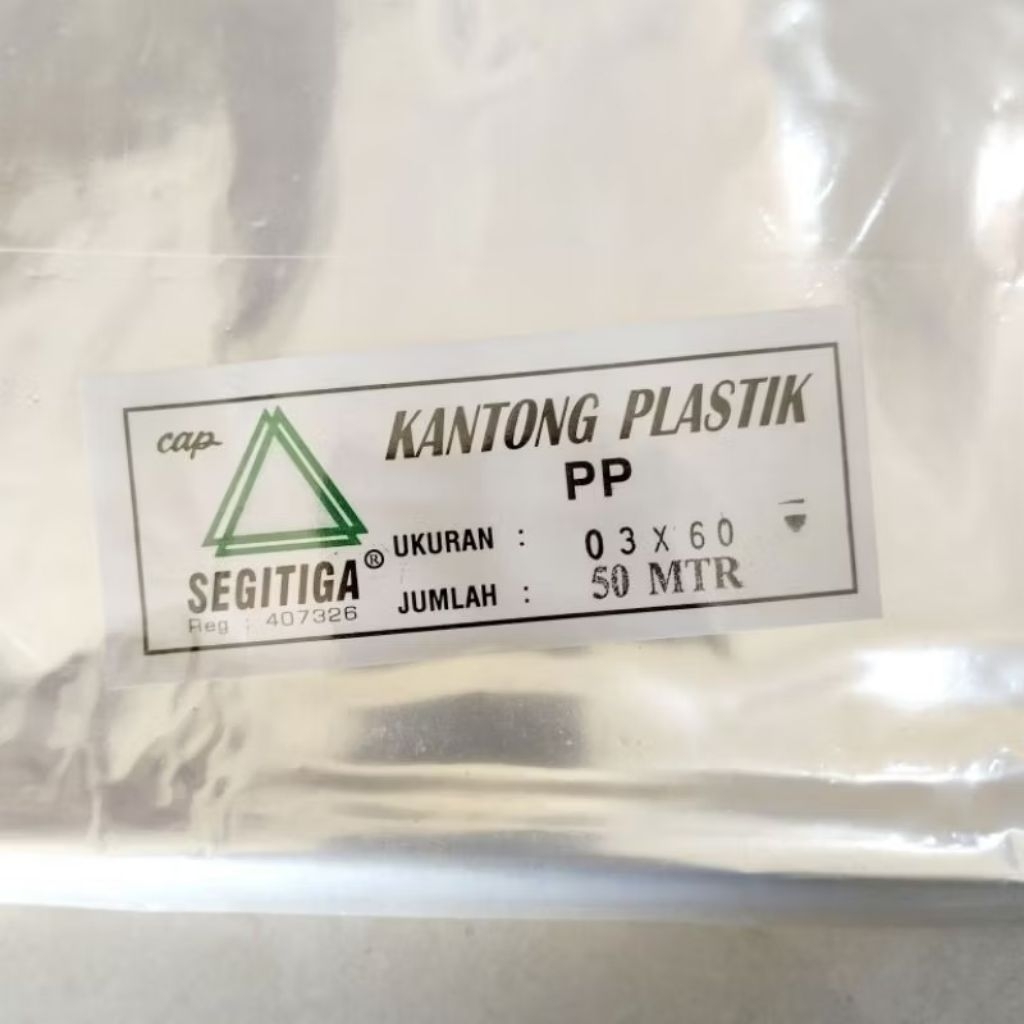 cap
KANTONG PLASTIK
PP
UKURAN : 03 X 60
SEGITIGA®
JUMLAH : 50 MTR
Reg : 407326